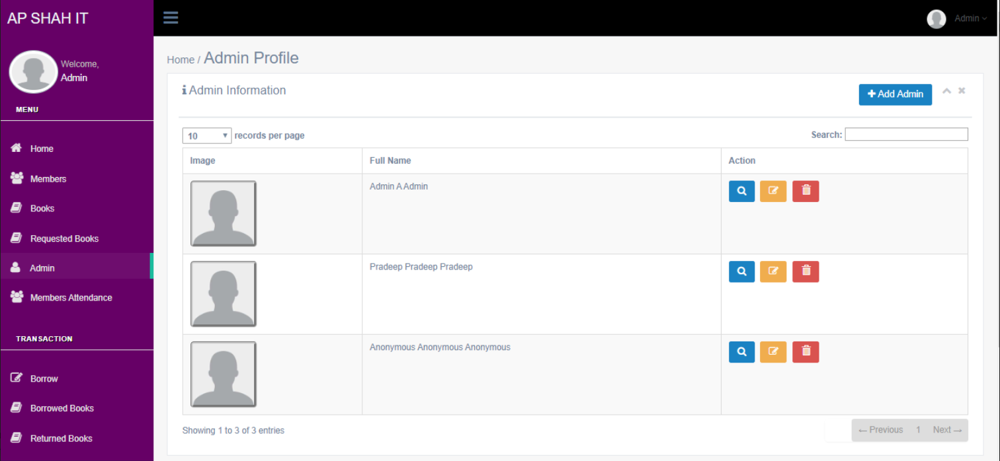 AP SHAH IT
Admin
Welcome,
Admin
MENU
Home
Members
Books
Requested Books
Admin
Members Attendance
TRANSACTION
Borrow
Borrowed Books
Returned Books
Home / Admin Profile
Admin Information
Add Admin
10 records per page
Search:
Image Full Name Action
Admin A Admin
Pradeep Pradeep Pradeep
Anonymous Anonymous Anonymous
Showing 1 to 3 of 3 entries
← Previous 1 Next →